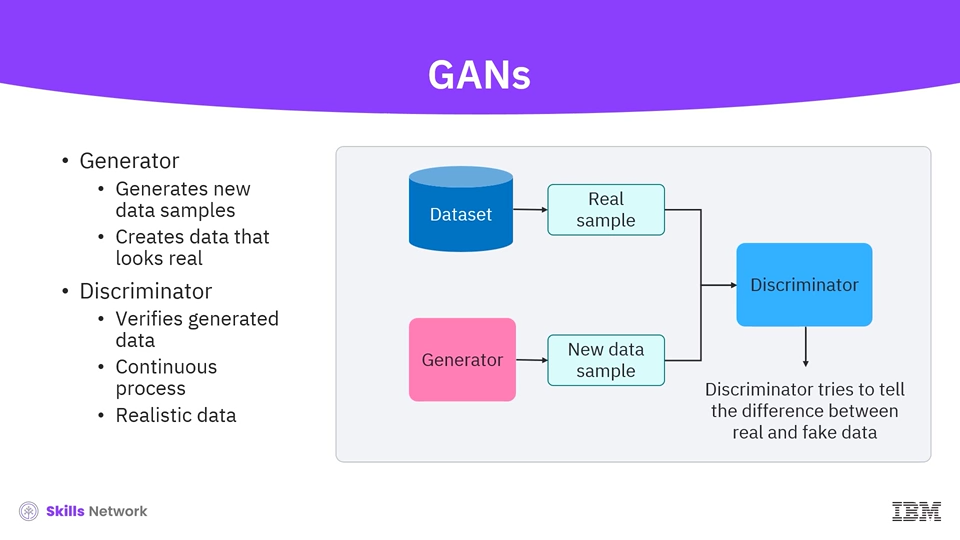 GANs
• Generator
• Generates new
data samples
• Creates data that
looks real
• Discriminator
• Verifies generated
data
• Continuous
process
• Realistic data
Dataset
Real
sample
Discriminator
Generator
New data
sample
Discriminator tries to tell
the difference between
real and fake data
Skills Network
IBM